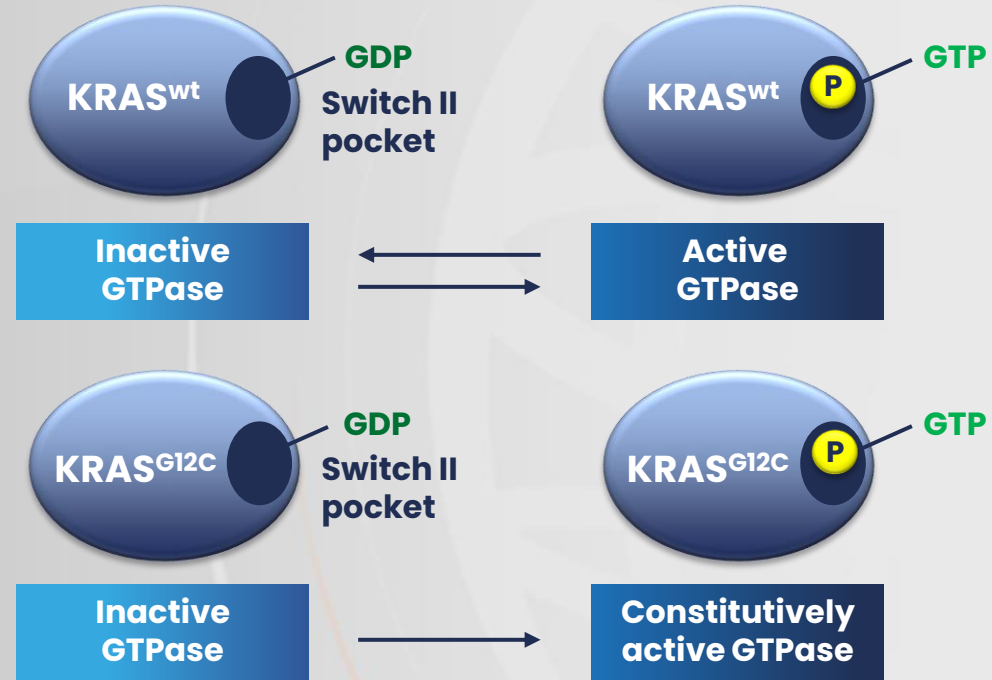 KRASwt
GDP
Switch II
pocket
KRASwt
P
GTP
Inactive
GTPase
Active
GTPase
KRASG12C
GDP
Switch II
pocket
KRASG12C
P
GTP
Inactive
GTPase
Constitutively
active GTPase